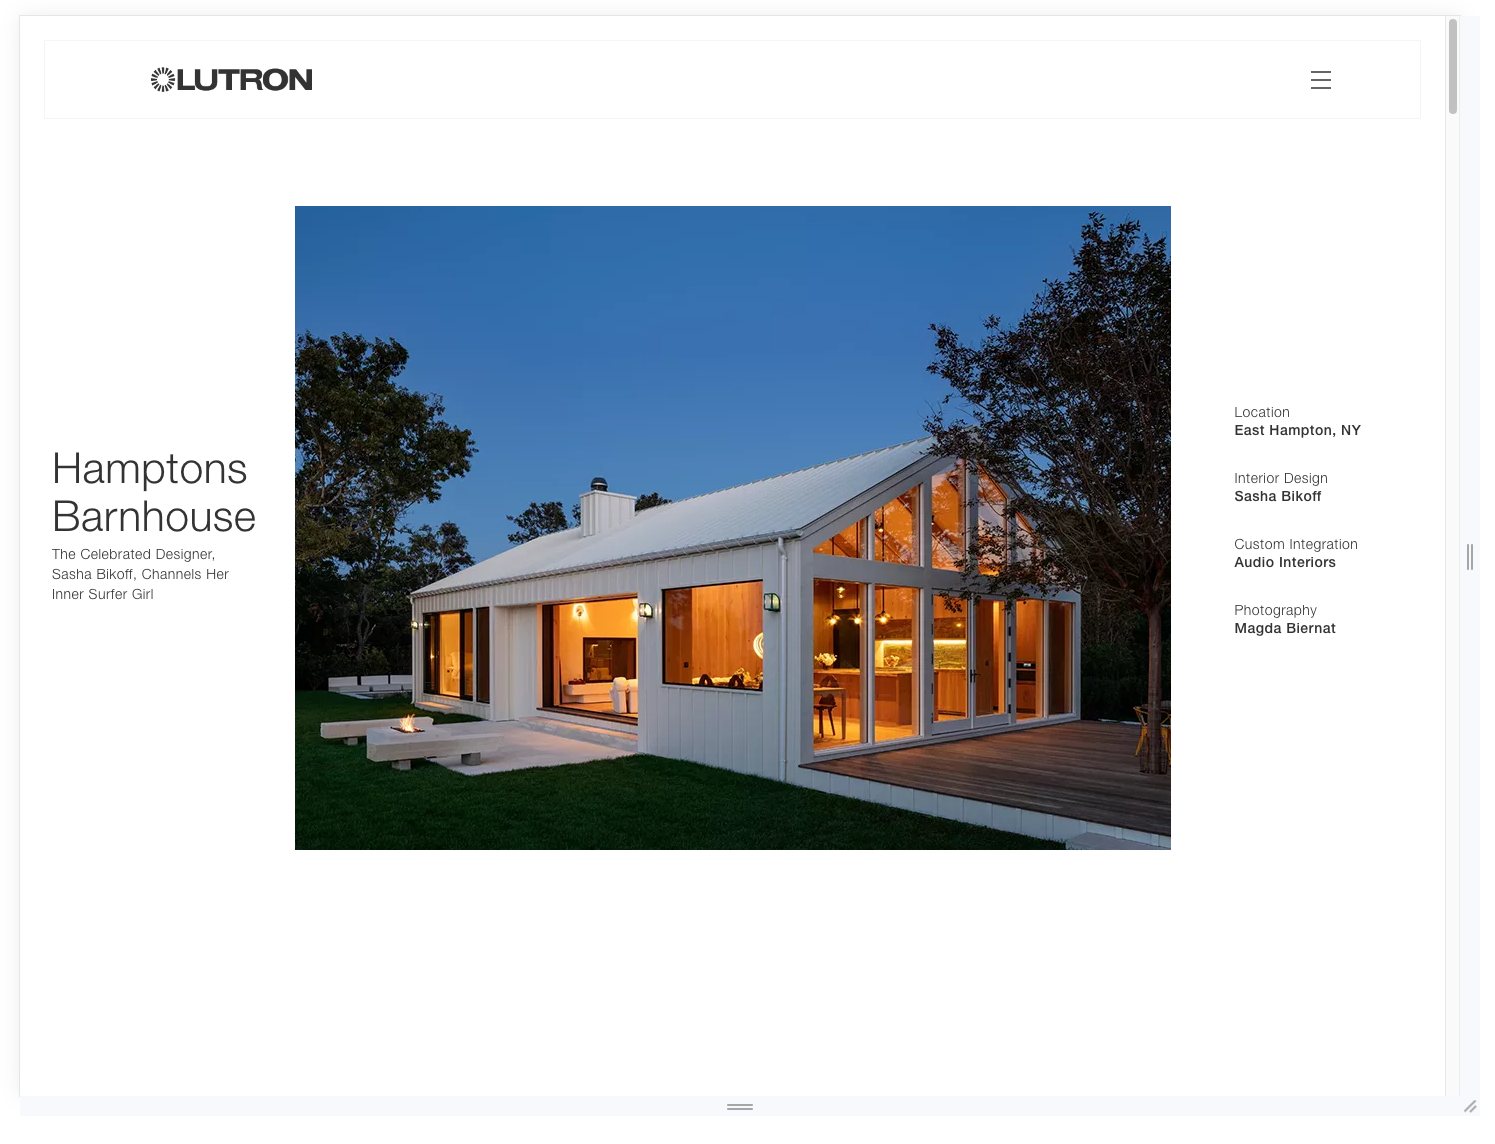 LUTRON
Hamptons
Barnhouse
The Celebrated Designer,
Sasha Bikoff, Channels Her
Inner Surfer Girl
Location
East Hampton, NY
Interior Design
Sasha Bikoff
Custom Integration
Audio Interiors
Photography
Magda Biernat